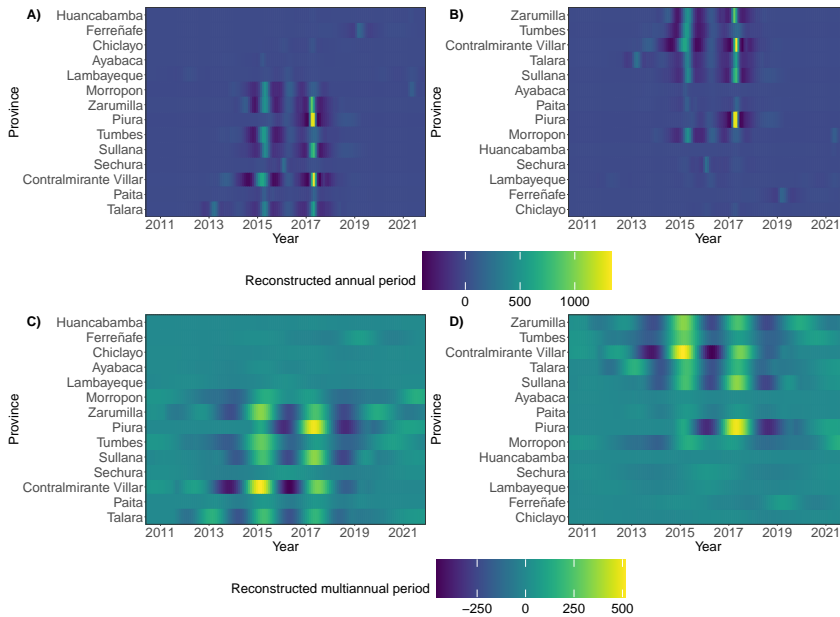 A)
Province
Huancabamba
Ferreñafe
Chiclayo
Ayabaca
Lambayeque
Morropon
Zarumilla
Piura
Tumbes
Sullana
Sechura
Contralmirante Villar
Paita
Talara
2011 2013 2015 2017 2019 2021
Year
B)
Province
Zarumilla
Tumbes
Contralmirante Villar
Talara
Sullana
Ayabaca
Paita
Piura
Morropon
Huancabamba
Sechura
Lambayeque
Ferreñafe
Chiclayo
2011 2013 2015 2017 2019 2021
Year
Reconstructed annual period
0 500 1000
C)
Province
Huancabamba
Ferreñafe
Chiclayo
Ayabaca
Lambayeque
Morropon
Zarumilla
Piura
Tumbes
Sullana
Sechura
Contralmirante Villar
Paita
Talara
2011 2013 2015 2017 2019 2021
Year
D)
Province
Zarumilla
Tumbes
Contralmirante Villar
Talara
Sullana
Ayabaca
Paita
Piura
Morropon
Huancabamba
Sechura
Lambayeque
Ferreñafe
Chiclayo
2011 2013 2015 2017 2019 2021
Year
Reconstructed multiannual period
−250 0 250 500